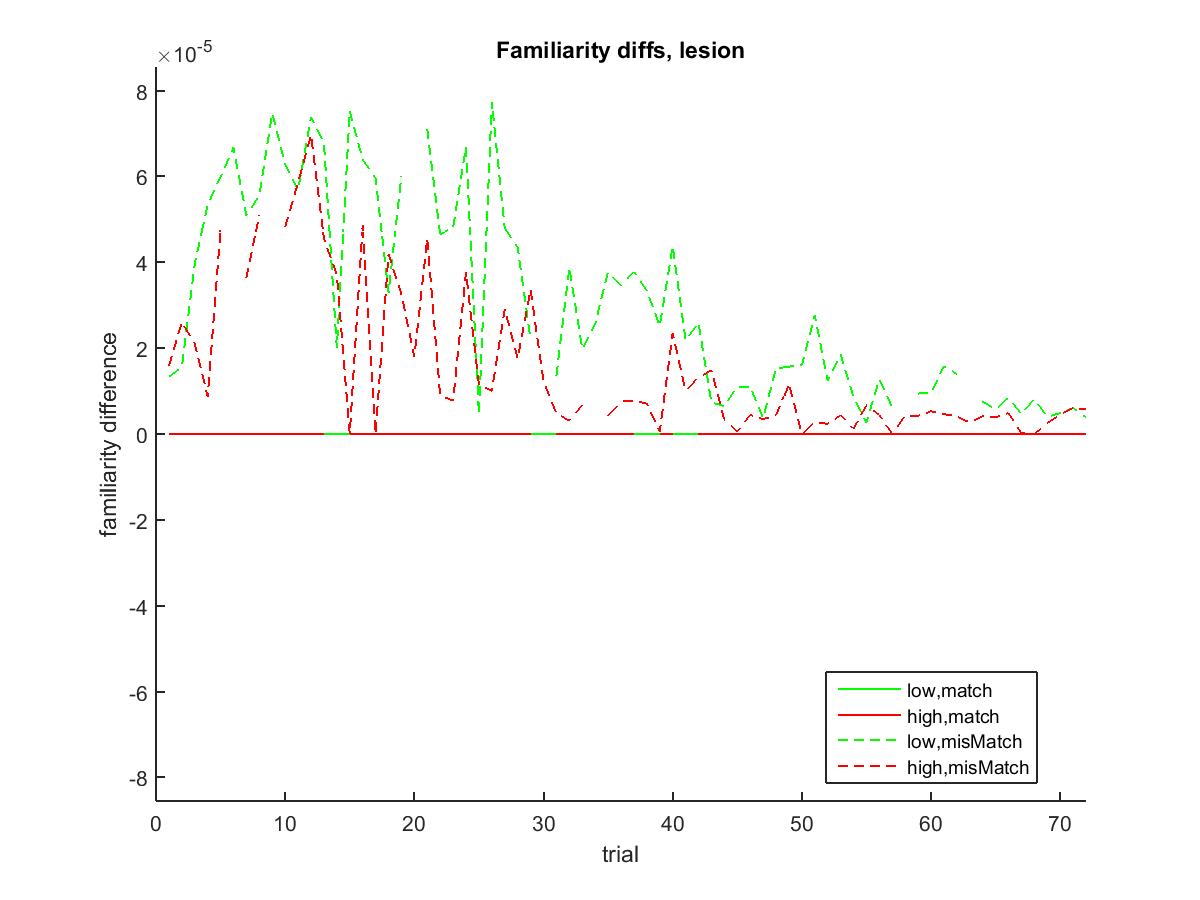 Familiarity diffs, lesion
×10-5
8
6
4
2
0
-2
-4
-6
-8
familiarity difference
0 10 20 30 40 50 60 70
trial
low,match
high,match
low,misMatch
high,misMatch